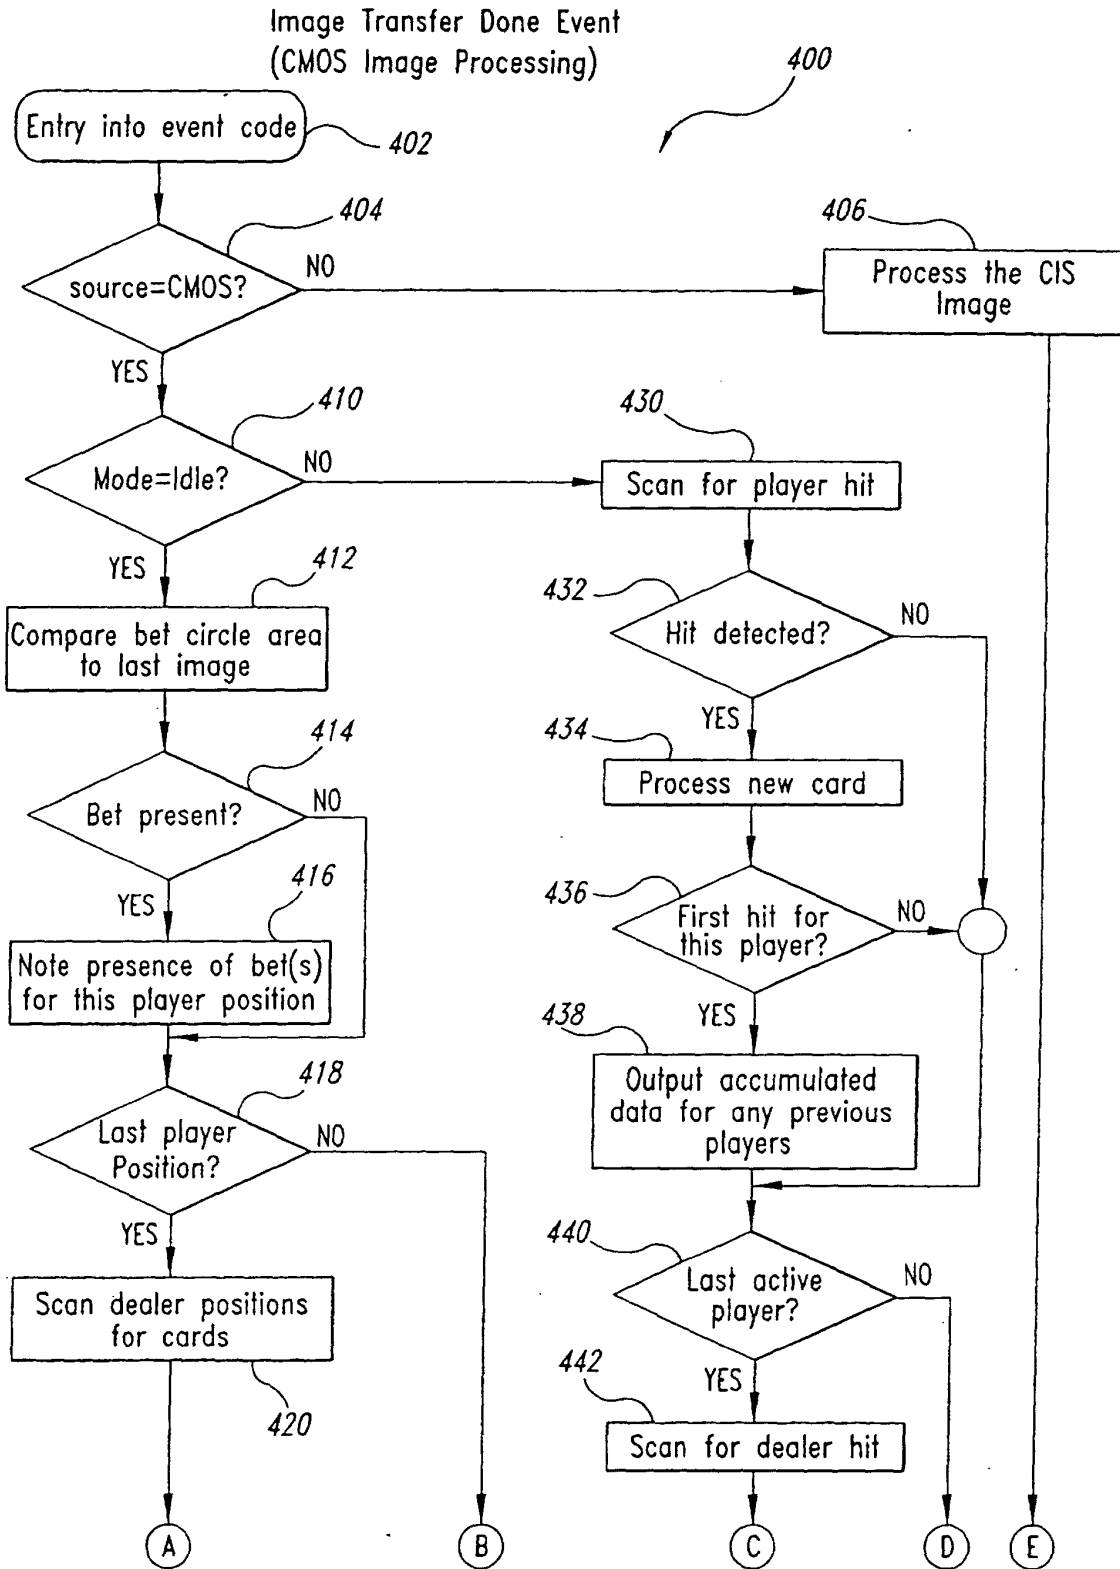 Image Transfer Done Event
(CMOS Image Processing)
400
Entry into event code
402
404
source=CMOS?
NO
YES
406
Process the CIS
Image
410
Mode=Idle?
NO
YES
430
Scan for player hit
412
Compare bet circle area
to last image
432
Hit detected?
NO
YES
414
Bet present?
NO
YES
434
Process new card
416
Note presence of bet(s)
for this player position
436
First hit for
this player?
NO
YES
418
Last player
Position?
NO
YES
438
Output accumulated
data for any previous
players
440
Last active
player?
NO
YES
Scan dealer positions
for cards
420
442
Scan for dealer hit
A
B
C
D
E